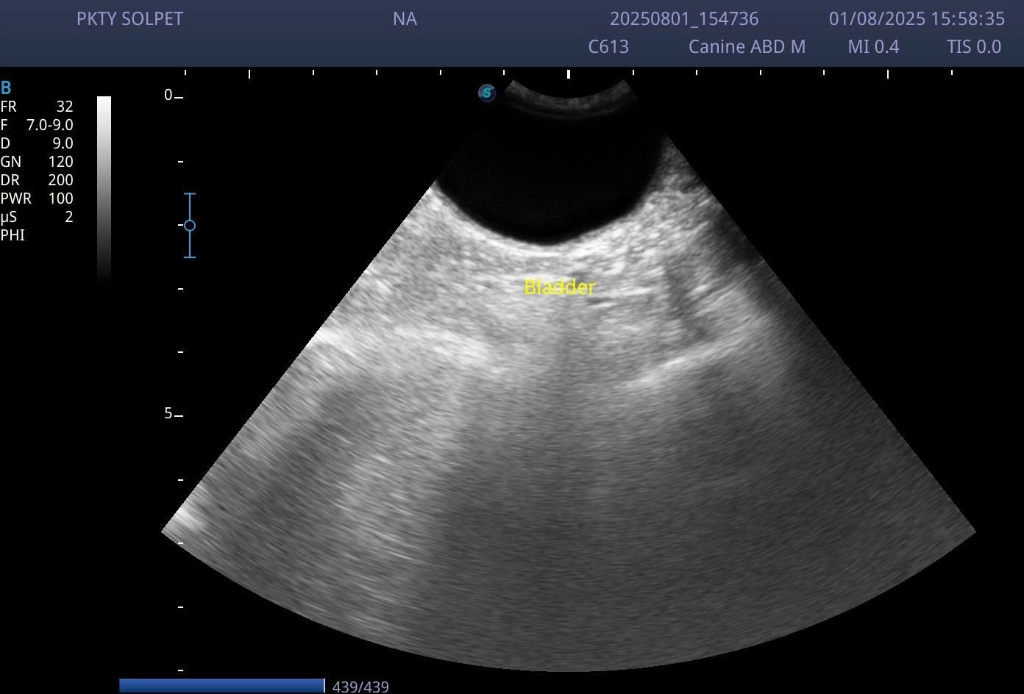 PKTY SOLPET NA 20250801_154736 01/08/2025 15:58:35
C613 Canine ABD M MI 0.4 TIS 0.0
B
FR 32
F 7.0-9.0
D 9.0
GN 120
DR 200
PWR 100
µS 2
PHI
0
S
Bladder
5
439/439